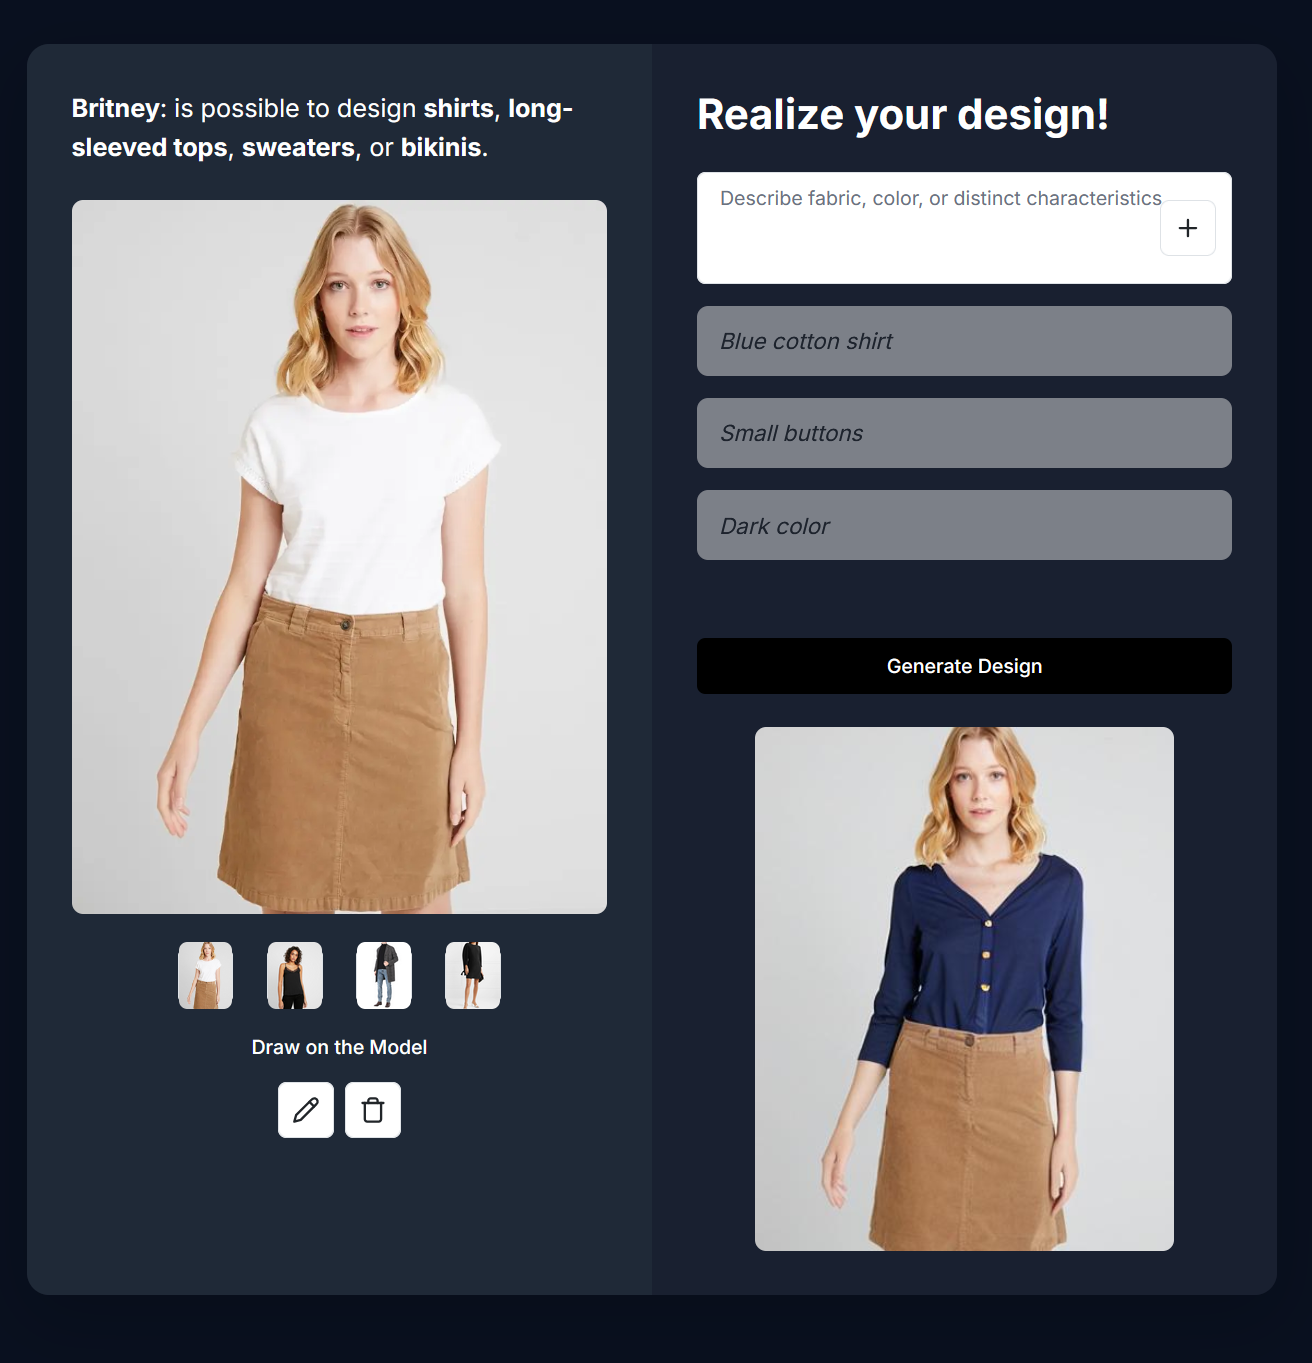 Britney: is possible to design shirts, long-
sleeved tops, sweaters, or bikinis.
Draw on the Model
Realize your design!
Describe fabric, color, or distinct characteristics
Blue cotton shirt
Small buttons
Dark color
Generate Design